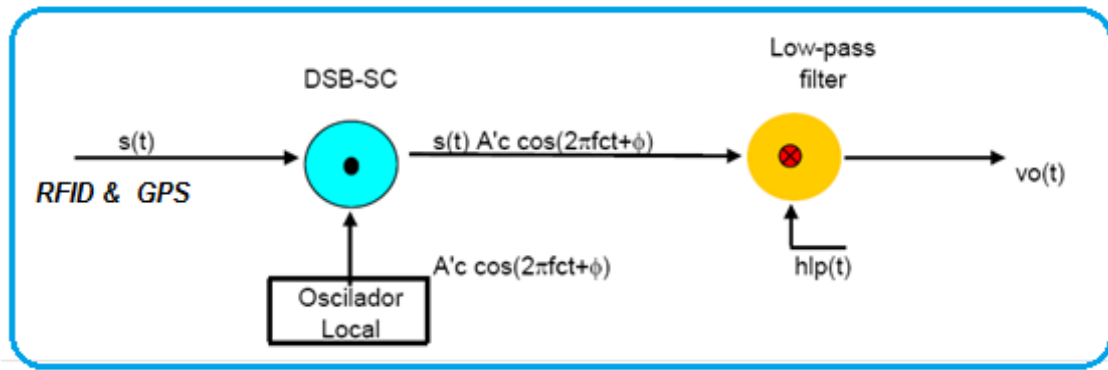 DSB-SC
Low-pass
filter
s(t)
s(t) A'c cos(2πfct+ϕ)
RFID & GPS
vo(t)
A'c cos(2πfct+ϕ)
hlp(t)
Oscilador
Local